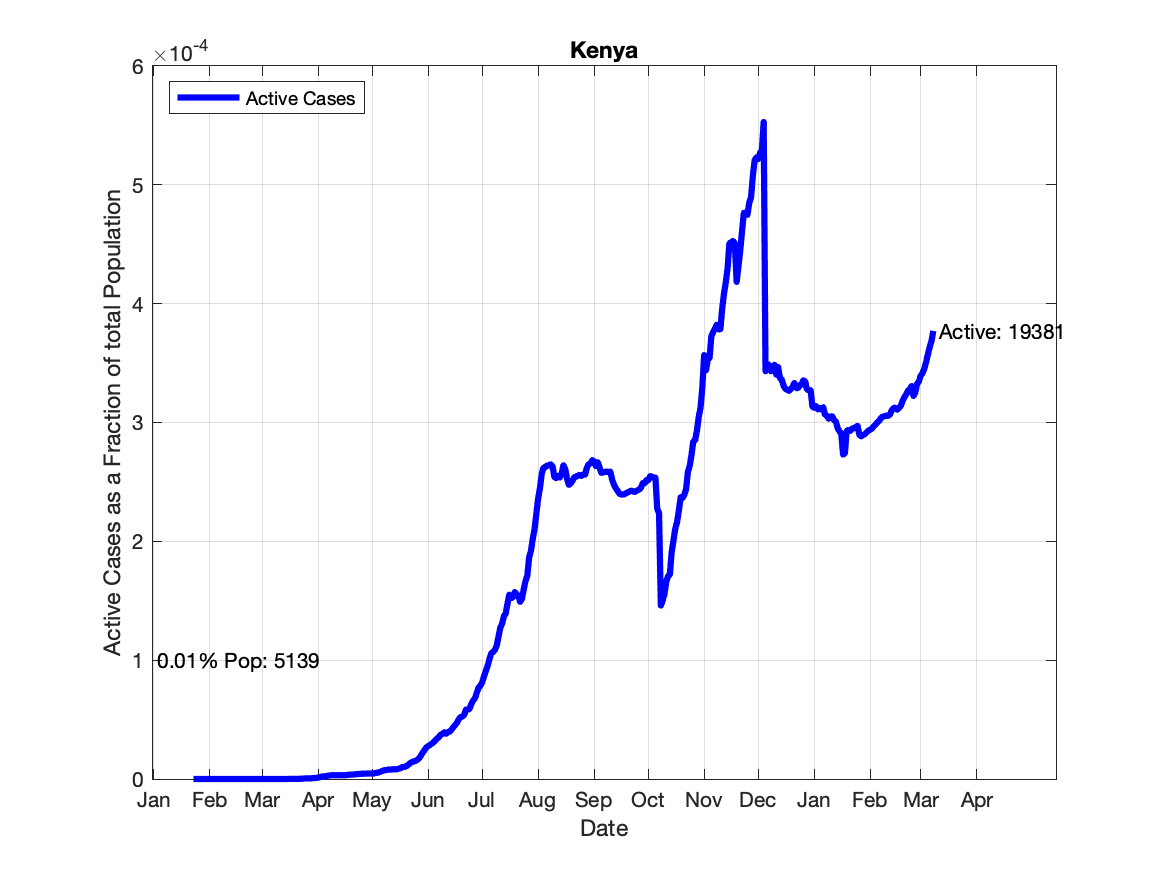 Kenya
×10-4
Active Cases
6
5
4
3
2
1
0
Active Cases as a Fraction of total Population
0.01% Pop: 5139
Active: 19381
Jan Feb Mar Apr May Jun Jul Aug Sep Oct Nov Dec Jan Feb Mar Apr
Date